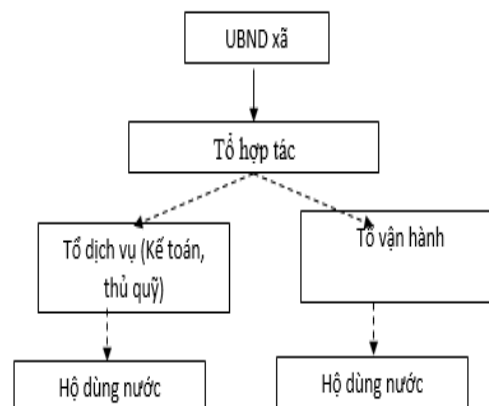 UBND xã
Tổ hợp tác
Tổ dịch vụ (Kế toán,
thủ quỹ)
Tổ vận hành
Hộ dùng nước
Hộ dùng nước